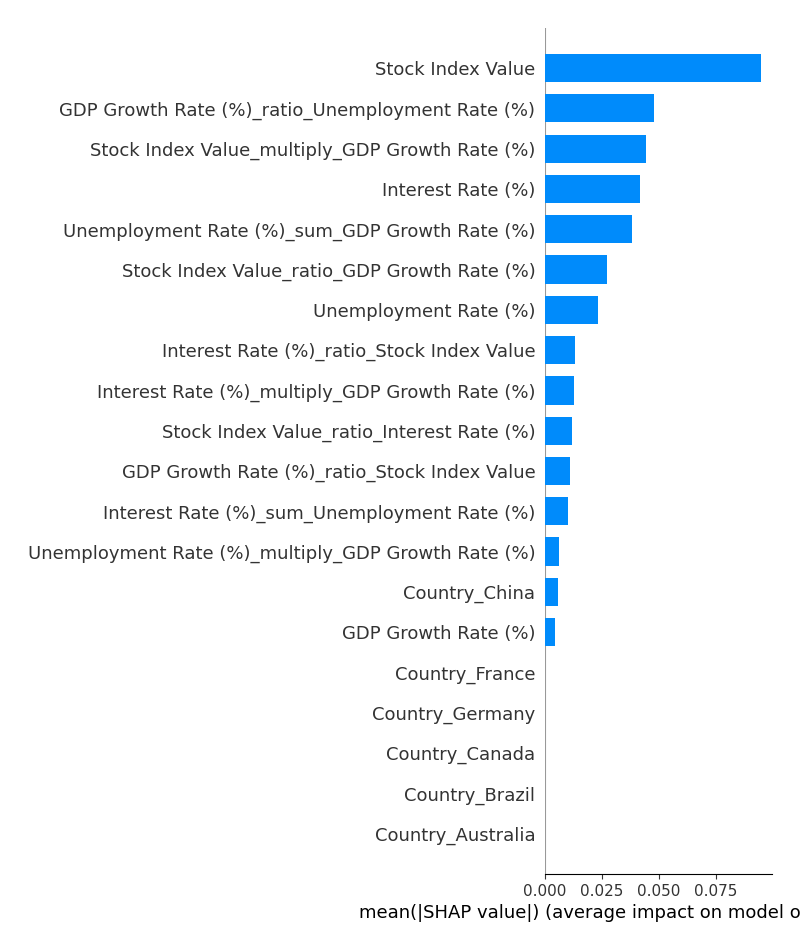 Stock Index Value
GDP Growth Rate (%)_ratio_Unemployment Rate (%)
Stock Index Value_multiply_GDP Growth Rate (%)
Interest Rate (%)
Unemployment Rate (%)_sum_GDP Growth Rate (%)
Stock Index Value_ratio_GDP Growth Rate (%)
Unemployment Rate (%)
Interest Rate (%)_ratio_Stock Index Value
Interest Rate (%)_multiply_GDP Growth Rate (%)
Stock Index Value_ratio_Interest Rate (%)
GDP Growth Rate (%)_ratio_Stock Index Value
Interest Rate (%)_sum_Unemployment Rate (%)
Unemployment Rate (%)_multiply_GDP Growth Rate (%)
Country_China
GDP Growth Rate (%)
Country_France
Country_Germany
Country_Canada
Country_Brazil
Country_Australia
0.000 0.025 0.050 0.075
mean(|SHAP value|) (average impact on model o